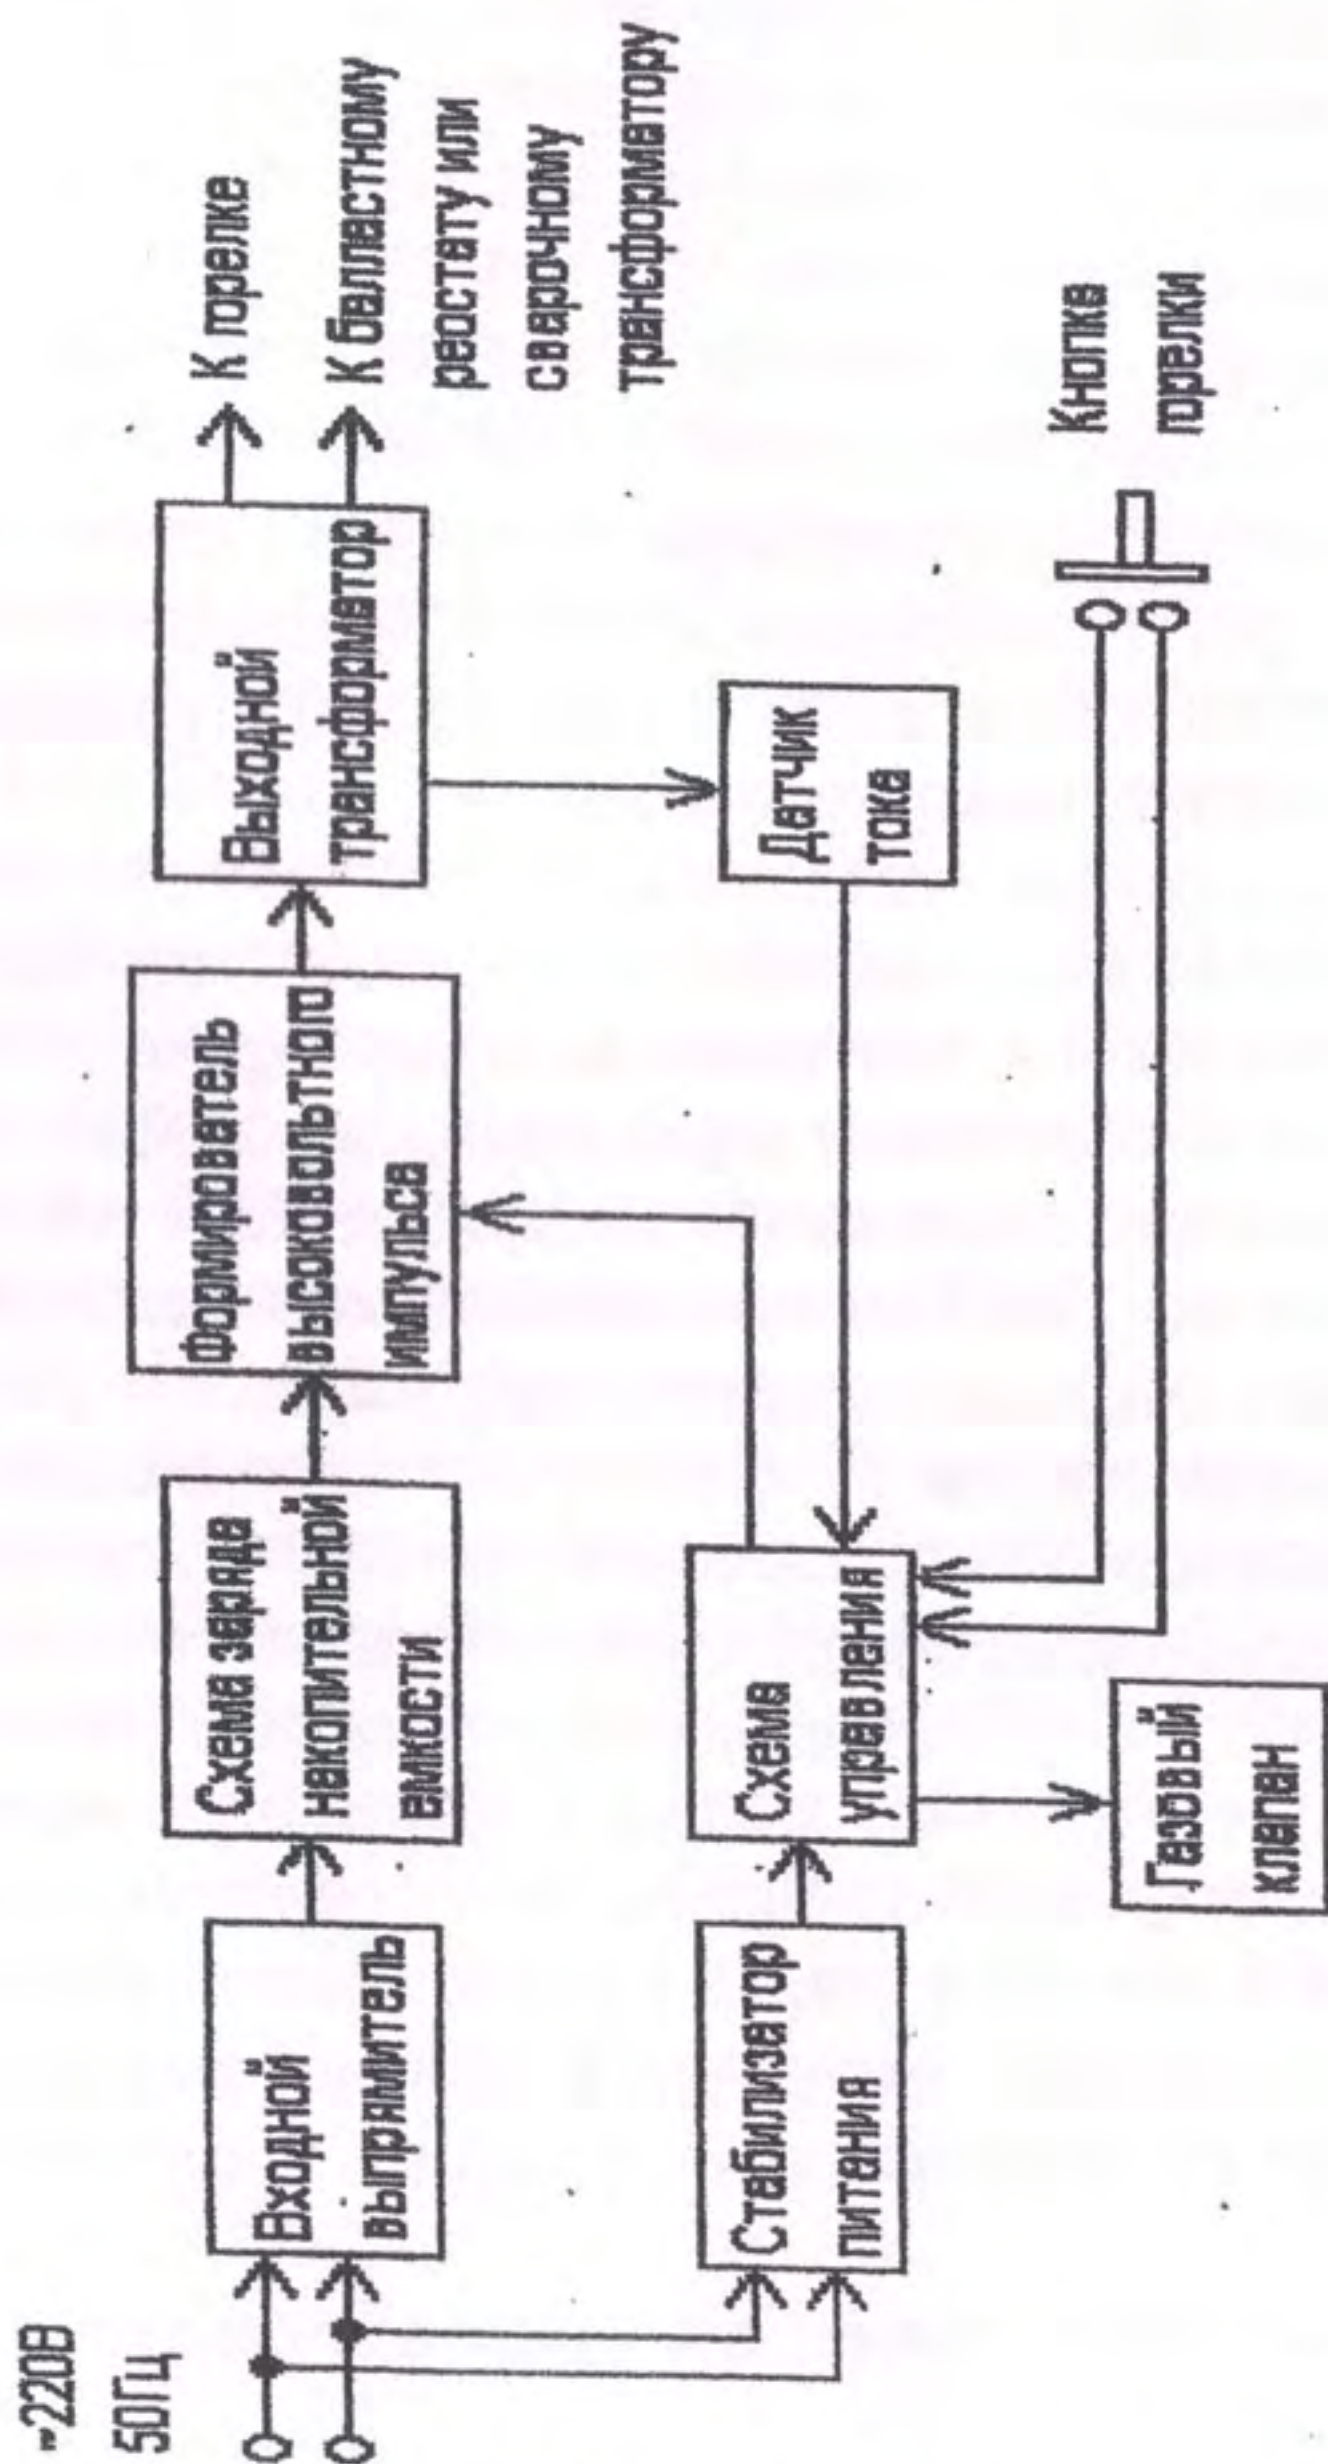 ~220В
50Гц
Входной
выпрямитель
Схема заряда
накопительной
емкости
Формирователь
высоковольтного
импульса
Выходной
трансформатор
К горелке
К балластному
реостату или
сварочному
трансформатору
Стабилизатор
питания
Схема
управления
Датчик
тока
Газовый
клапан
Кнопка
горелки